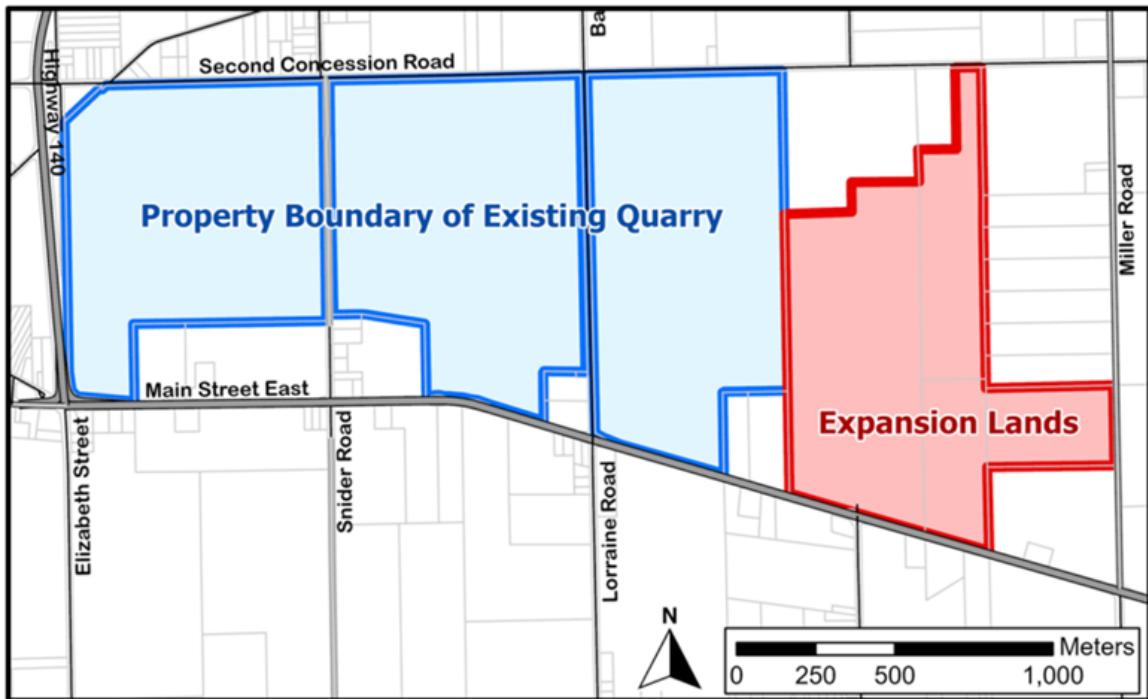 Highway 140
Second Concession Road
Ba
Property Boundary of Existing Quarry
Miller Road
Main Street East
Expansion Lands
Elizabeth Street
Snider Road
Lorraine Road
N
Meters
0 250 500 1,000